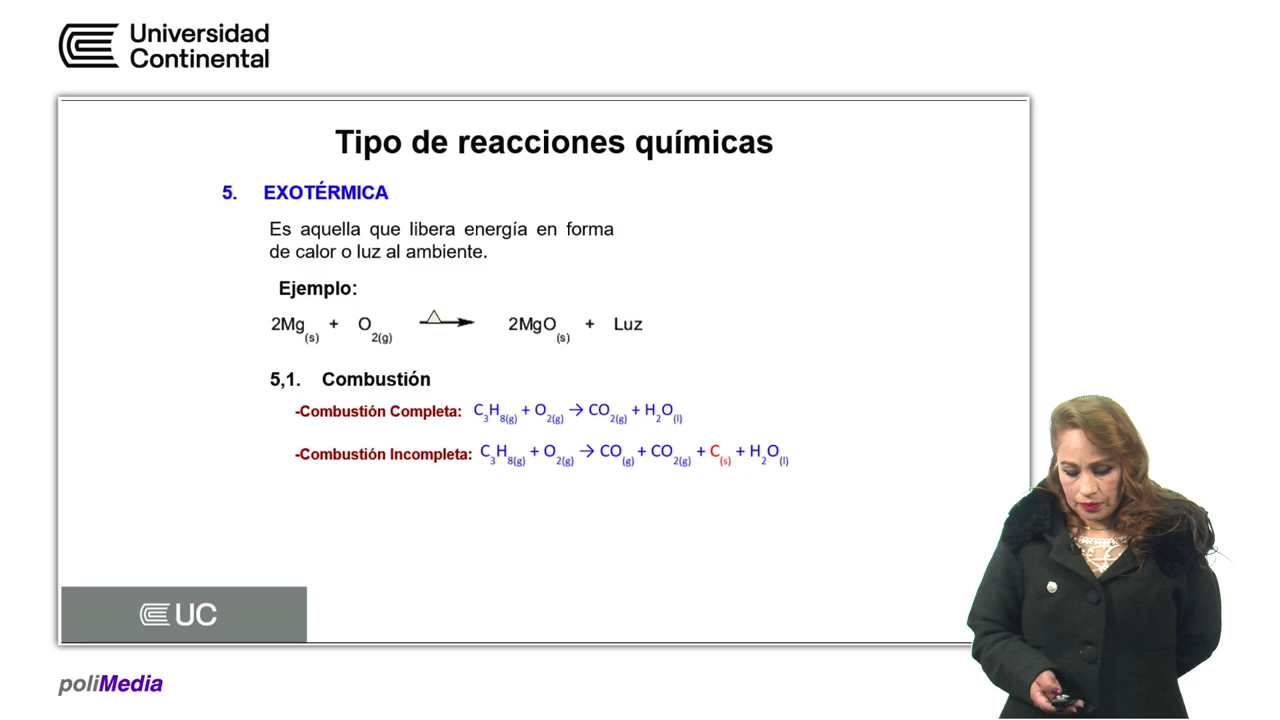 Universidad
Continental
Tipo de reacciones químicas
5. EXOTÉRMICA
Es aquella que libera energía en forma
de calor o luz al ambiente.
Ejemplo:
2Mg(s) + O2(g) △→ 2MgO(s) + Luz
5,1. Combustión
-Combustión Completa: C3H8(g) + O2(g) → CO2(g) + H2O(l)
-Combustión Incompleta: C3H8(g) + O2(g) → CO(g) + CO2(g) + C(s) + H2O(l)
UC
poliMedia